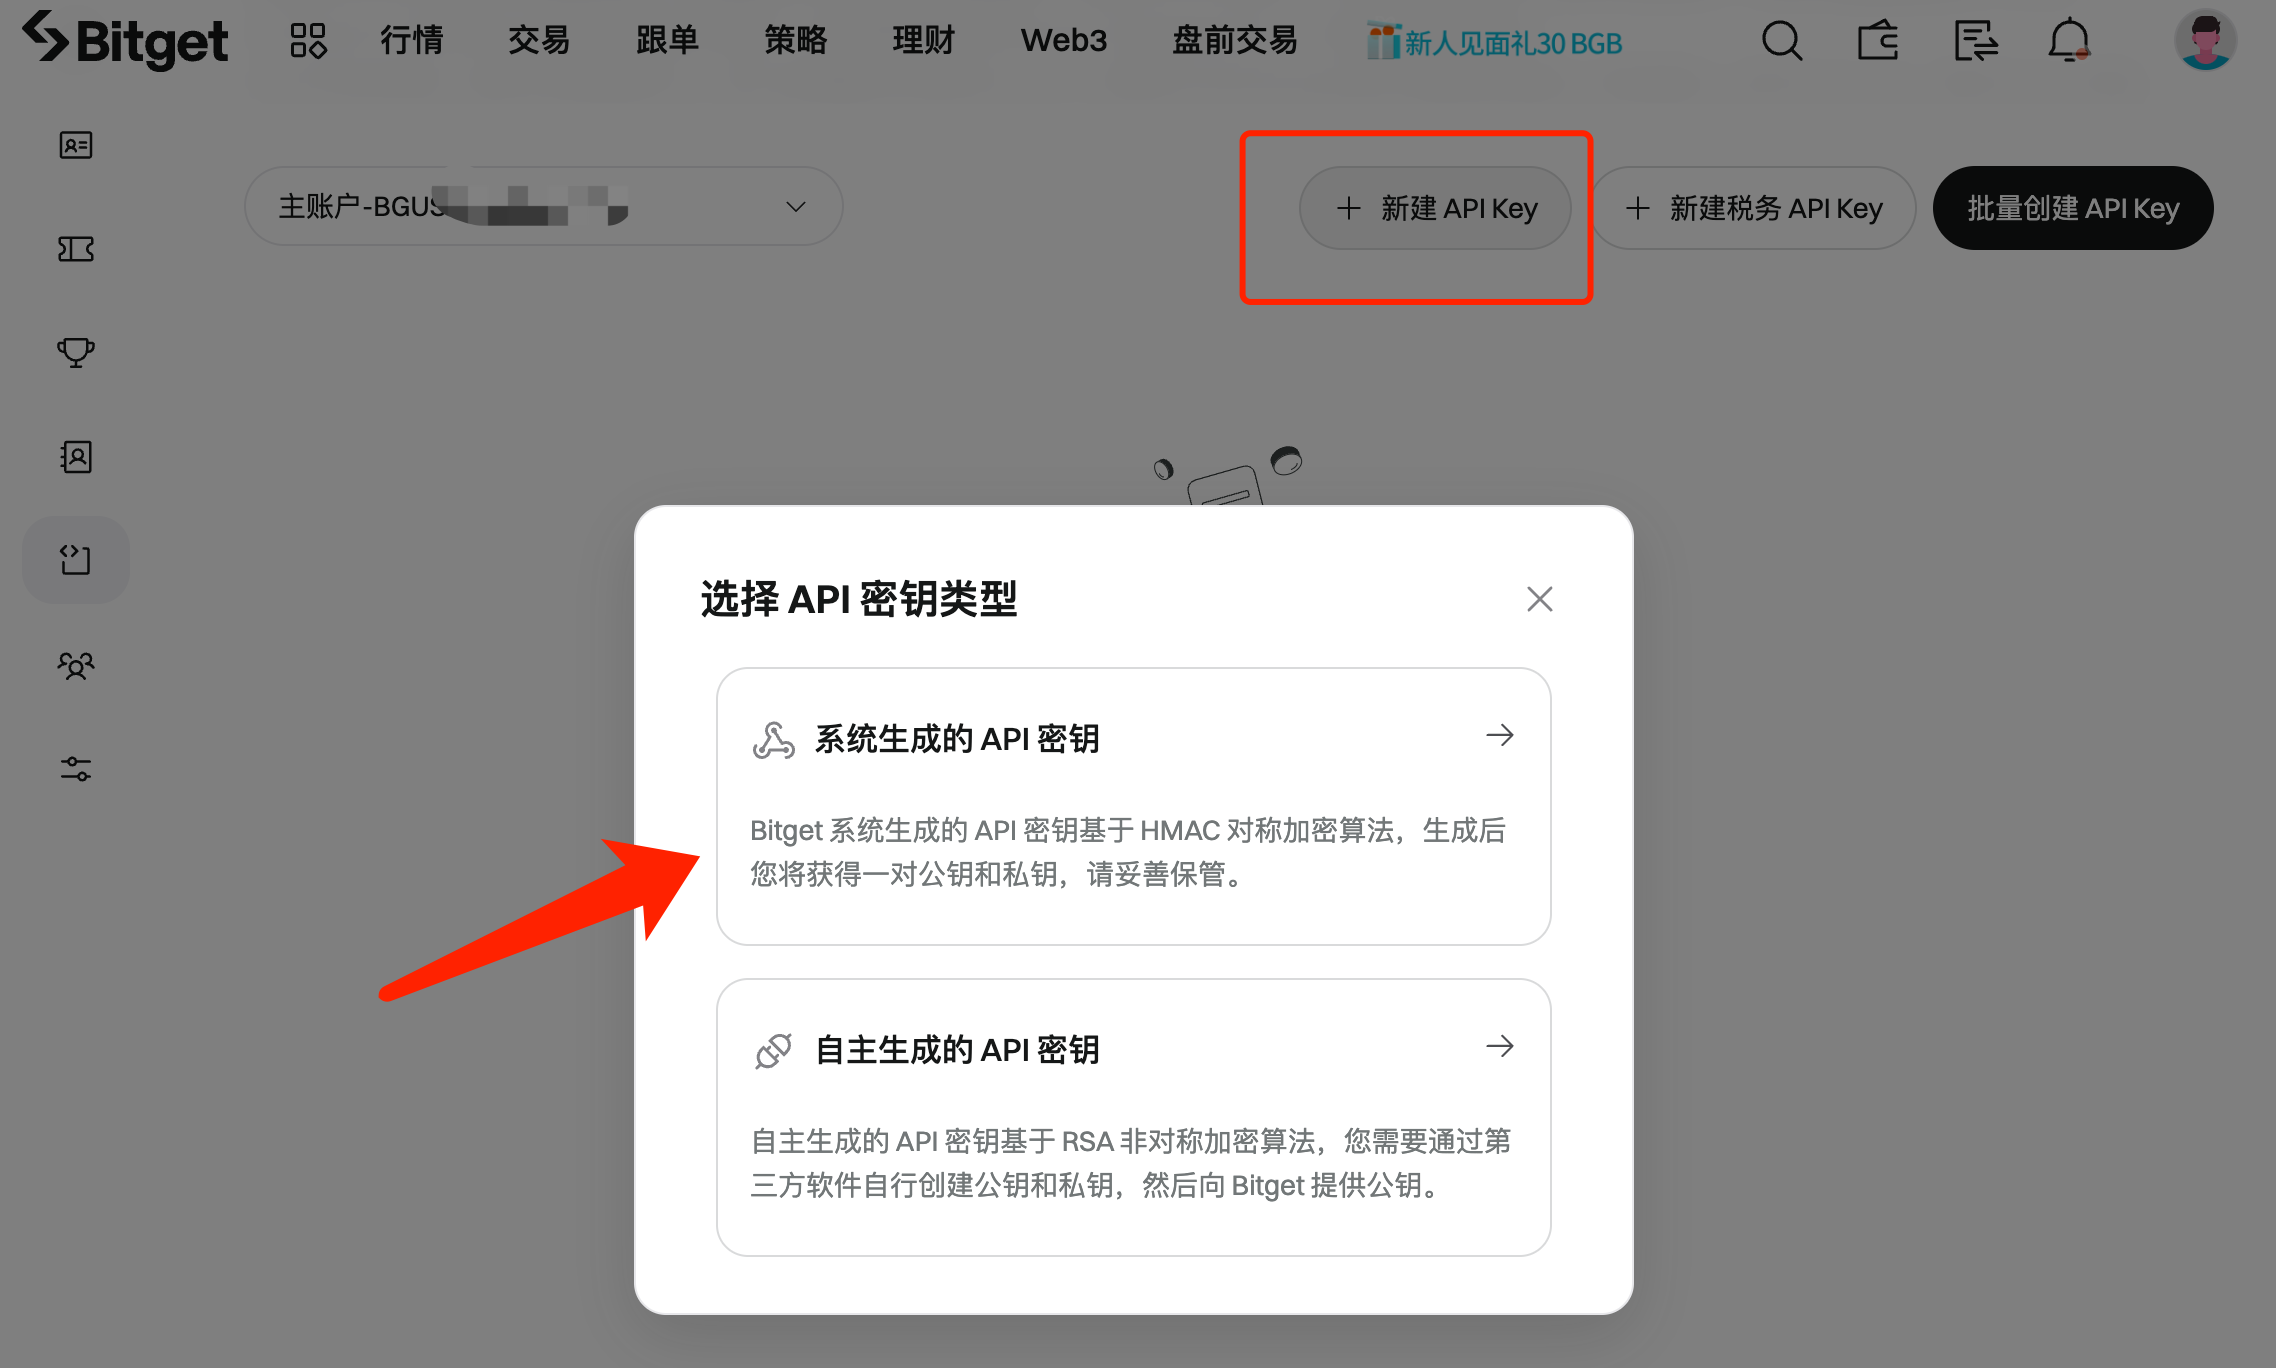 Bitget 行情 交易 跟单 策略 理财 Web3 盘前交易 新人见面礼30 BGB
主账户-BGUS
+ 新建 API Key
+ 新建税务 API Key
批量创建 API Key
选择 API 密钥类型
系统生成的 API 密钥
Bitget 系统生成的 API 密钥基于 HMAC 对称加密算法，生成后
您将获得一对公钥和私钥，请妥善保管。
自主生成的 API 密钥
自主生成的 API 密钥基于 RSA 非对称加密算法，您需要通过第
三方软件自行创建公钥和私钥，然后向 Bitget 提供公钥。